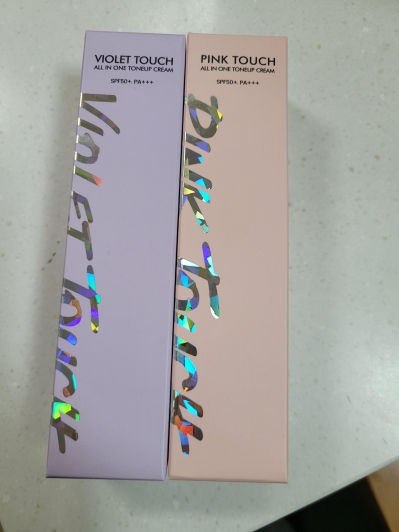 VIOLET TOUCH
ALL IN ONE TONEUP CREAM
SPF50+. PA+++
VIOLET TOUCH
PINK TOUCH
ALL IN ONE TONEUP CREAM
SPF50+. PA+++
PINK TOUCH